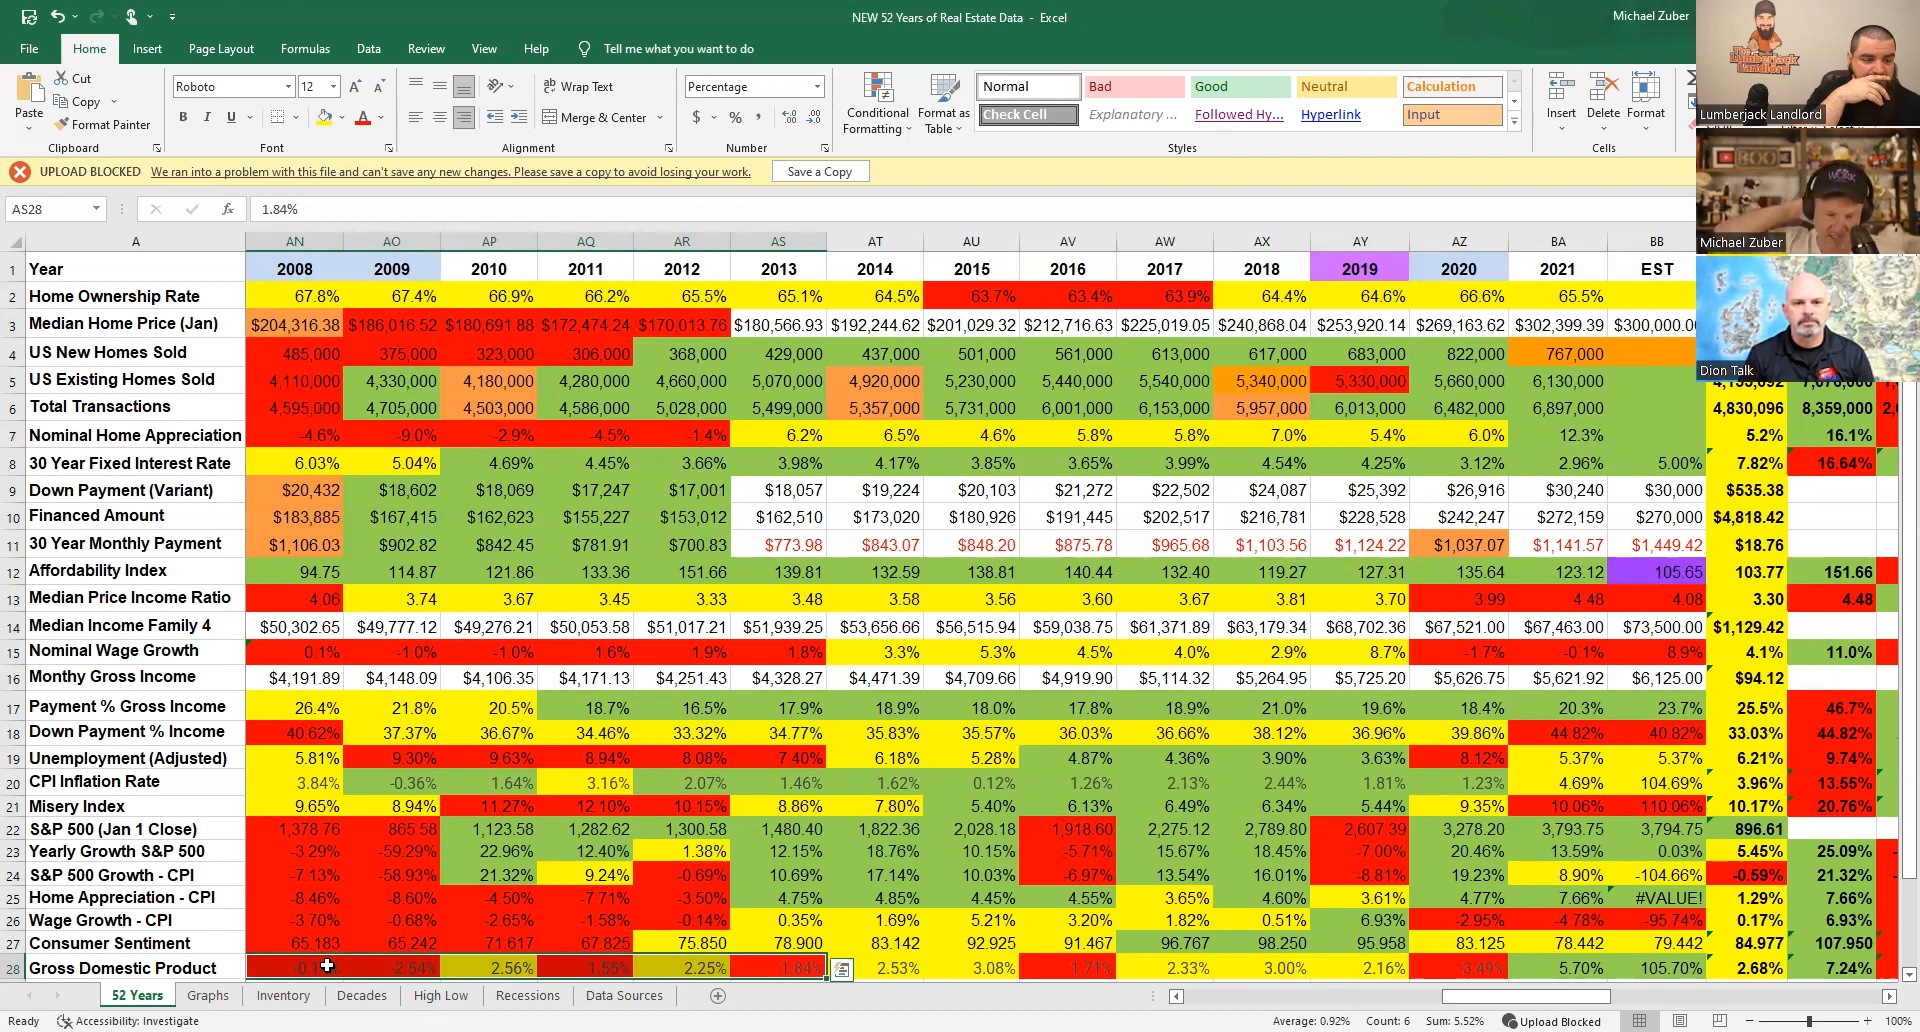 NEW 52 Years of Real Estate Data - Excel
Michael Zuber
File Home Insert Page Layout Formulas Data Review View Help Tell me what you want to do
Paste
Cut
Copy
Format Painter
Clipboard
Roboto 12
B I U
Font
Wrap Text
Merge & Center
Alignment
Percentage
$ % ,
Number
Conditional Formatting
Format as Table
Normal Bad Good Neutral Calculation
Check Cell Explanatory ... Followed Hy... Hyperlink Input
Styles
Insert Delete Format
Cells
The Lumberjack Landlord
Lumberjack Landlord
Michael Zuber
Dion Talk
UPLOAD BLOCKED We ran into a problem with this file and can't save any new changes. Please save a copy to avoid losing your work. Save a Copy
AS28 fx 1.84%
A AN AO AP AQ AR AS AT AU AV AW AX AY AZ BA BB
1 Year 2008 2009 2010 2011 2012 2013 2014 2015 2016 2017 2018 2019 2020 2021 EST
2 Home Ownership Rate 67.8% 67.4% 66.9% 66.2% 65.5% 65.1% 64.5% 63.7% 63.4% 63.9% 64.4% 64.6% 66.6% 65.5%
3 Median Home Price (Jan) $204,316.38 $186,016.52 $180,691.88 $172,474.24 $170,013.76 $180,566.93 $192,244.62 $201,029.32 $212,716.63 $225,019.05 $240,868.04 $253,920.14 $269,163.62 $302,399.39 $300,000.0
4 US New Homes Sold 485,000 375,000 323,000 306,000 368,000 429,000 437,000 501,000 561,000 613,000 617,000 683,000 822,000 767,000
5 US Existing Homes Sold 4,110,000 4,330,000 4,180,000 4,280,000 4,660,000 5,070,000 4,920,000 5,230,000 5,440,000 5,540,000 5,340,000 5,330,000 5,660,000 6,130,000
6 Total Transactions 4,595,000 4,705,000 4,503,000 4,586,000 5,028,000 5,499,000 5,357,000 5,731,000 6,001,000 6,153,000 5,957,000 6,013,000 6,482,000 6,897,000 4,830,096 8,359,000
7 Nominal Home Appreciation -4.6% -9.0% -2.9% -4.5% -1.4% 6.2% 6.5% 4.6% 5.8% 5.8% 7.0% 5.4% 6.0% 12.3% 5.2% 16.1%
8 30 Year Fixed Interest Rate 6.03% 5.04% 4.69% 4.45% 3.66% 3.98% 4.17% 3.85% 3.65% 3.99% 4.54% 4.25% 3.12% 2.96% 5.00% 7.82% 16.64%
9 Down Payment (Variant) $20,432 $18,602 $18,069 $17,247 $17,001 $18,057 $19,224 $20,103 $21,272 $22,502 $24,087 $25,392 $26,916 $30,240 $30,000 $535.38
10 Financed Amount $183,885 $167,415 $162,623 $155,227 $153,012 $162,510 $173,020 $180,926 $191,445 $202,517 $216,781 $228,528 $242,247 $272,159 $270,000 $4,818.42
11 30 Year Monthly Payment $1,106.03 $902.82 $842.45 $781.91 $700.83 $773.98 $843.07 $848.20 $875.78 $965.68 $1,103.56 $1,124.22 $1,037.07 $1,141.57 $1,449.42 $18.76
12 Affordability Index 94.75 114.87 121.86 133.36 151.66 139.81 132.59 138.81 140.44 132.40 119.27 127.31 135.64 123.12 105.65 103.77 151.66
13 Median Price Income Ratio 4.06 3.74 3.67 3.45 3.33 3.48 3.58 3.56 3.60 3.67 3.81 3.70 3.99 4.48 4.08 3.30 4.48
14 Median Income Family 4 $50,302.65 $49,777.12 $49,276.21 $50,053.58 $51,017.21 $51,939.25 $53,656.66 $56,515.94 $59,038.75 $61,371.89 $63,179.34 $68,702.36 $67,521.00 $67,463.00 $73,500.00 $1,129.42
15 Nominal Wage Growth 0.1% -1.0% -1.0% 1.6% 1.9% 1.8% 3.3% 5.3% 4.5% 4.0% 2.9% 8.7% -1.7% -0.1% 8.9% 4.1% 11.0%
16 Monthy Gross Income $4,191.89 $4,148.09 $4,106.35 $4,171.13 $4,251.43 $4,328.27 $4,471.39 $4,709.66 $4,919.90 $5,114.32 $5,264.95 $5,725.20 $5,626.75 $5,621.92 $6,125.00 $94.12
17 Payment % Gross Income 26.4% 21.8% 20.5% 18.7% 16.5% 17.9% 18.9% 18.0% 17.8% 18.9% 21.0% 19.6% 18.4% 20.3% 23.7% 25.5% 46.7%
18 Down Payment % Income 40.62% 37.37% 36.67% 34.46% 33.32% 34.77% 35.83% 35.57% 36.03% 36.66% 38.12% 36.96% 39.86% 44.82% 40.82% 33.03% 44.82%
19 Unemployment (Adjusted) 5.81% 9.30% 9.63% 8.94% 8.08% 7.40% 6.18% 5.28% 4.87% 4.36% 3.90% 3.63% 8.12% 5.37% 5.37% 6.21% 9.74%
20 CPI Inflation Rate 3.84% -0.36% 1.64% 3.16% 2.07% 1.46% 1.62% 0.12% 1.26% 2.13% 2.44% 1.81% 1.23% 4.69% 104.69% 3.96% 13.55%
21 Misery Index 9.65% 8.94% 11.27% 12.10% 10.15% 8.86% 7.80% 5.40% 6.13% 6.49% 6.34% 5.44% 9.35% 10.06% 110.06% 10.17% 20.76%
22 S&P 500 (Jan 1 Close) 1,378.76 865.58 1,123.58 1,282.62 1,300.58 1,480.40 1,822.36 2,028.18 1,918.60 2,275.12 2,789.80 2,607.39 3,278.20 3,793.75 3,794.75 896.61
23 Yearly Growth S&P 500 -3.29% -59.29% 22.96% 12.40% 1.38% 12.15% 18.76% 10.15% -5.71% 15.67% 18.45% -7.00% 20.46% 13.59% 0.03% 5.45% 25.09%
24 S&P 500 Growth - CPI -7.13% -58.93% 21.32% 9.24% -0.69% 10.69% 17.14% 10.03% -6.97% 13.54% 16.01% -8.81% 19.23% 8.90% -104.66% -0.59% 21.32%
25 Home Appreciation - CPI -8.46% -8.60% -4.50% -7.71% -3.50% 4.75% 4.85% 4.45% 4.55% 3.65% 4.60% 3.61% 4.77% 7.66% #VALUE! 1.29% 7.66%
26 Wage Growth - CPI -3.70% -0.68% -2.65% -1.58% -0.14% 0.35% 1.69% 5.21% 3.20% 1.82% 0.51% 6.93% -2.95% -4.78% -95.74% 0.17% 6.93%
27 Consumer Sentiment 65.183 65.242 71.617 67.825 75.850 78.900 83.142 92.925 91.467 96.767 98.250 95.958 83.125 78.442 79.442 84.977 107.950
28 Gross Domestic Product -2.54% 2.56% 1.55% 2.25% 1.84% 2.53% 3.08% 1.71% 2.33% 3.00% 2.16% -3.49% 5.70% 105.70% 2.68% 7.24%
52 Years Graphs Inventory Decades High Low Recessions Data Sources
Ready Accessibility: Investigate Average: 0.92% Count: 6 Sum: 5.52% Upload Blocked 100%